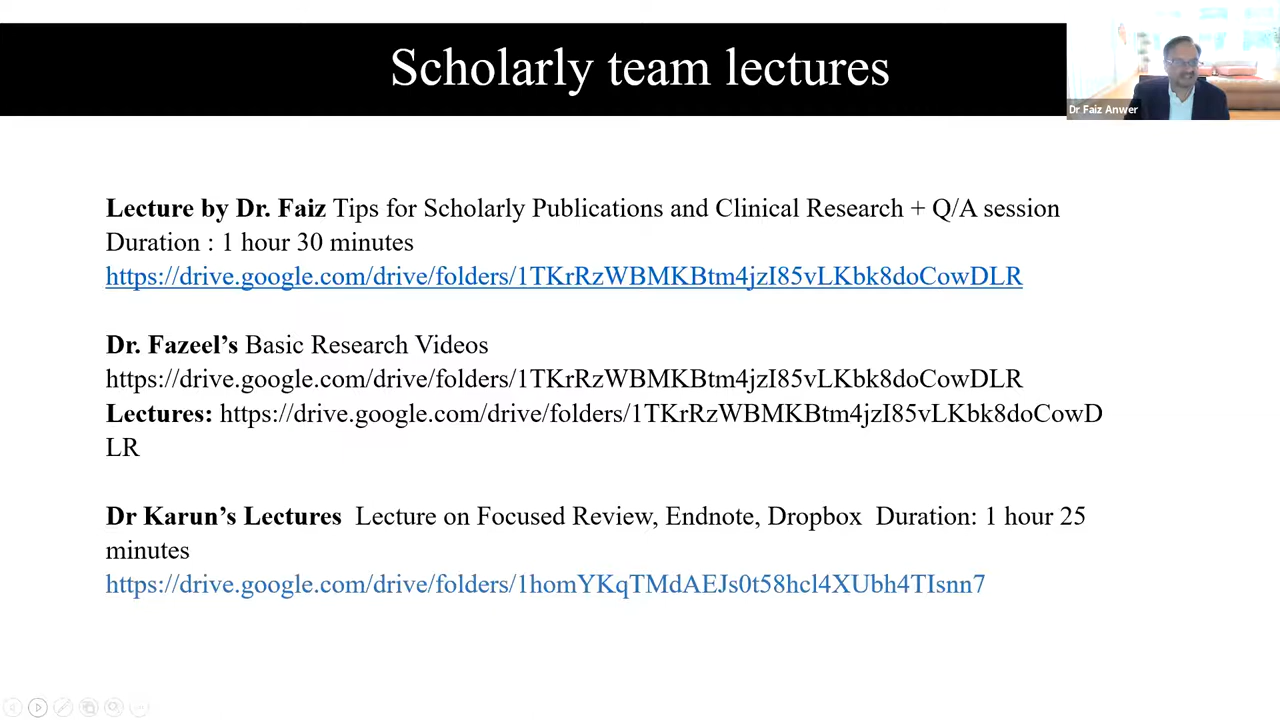 Scholarly team lectures
Dr Faiz Anwer
Lecture by Dr. Faiz Tips for Scholarly Publications and Clinical Research + Q/A session
Duration : 1 hour 30 minutes
https://drive.google.com/drive/folders/1TKrRzWBMKBtm4jzI85vLKbk8doCowDLR
Dr. Fazeel’s Basic Research Videos
https://drive.google.com/drive/folders/1TKrRzWBMKBtm4jzI85vLKbk8doCowDLR
Lectures: https://drive.google.com/drive/folders/1TKrRzWBMKBtm4jzI85vLKbk8doCowD
LR
Dr Karun’s Lectures  Lecture on Focused Review, Endnote, Dropbox  Duration: 1 hour 25
minutes
https://drive.google.com/drive/folders/1homYKqTMdAEJs0t58hcl4XUbh4TIsnn7